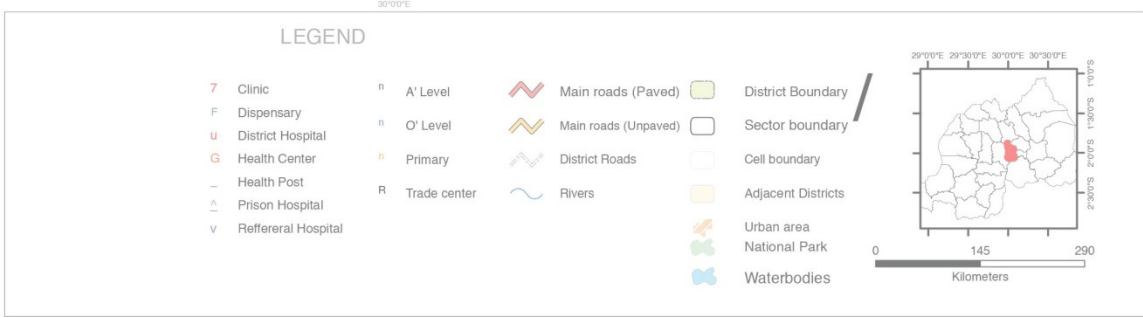 30°0'0"E
LEGEND
7 Clinic
F Dispensary
u District Hospital
G Health Center
_ Health Post
^ Prison Hospital
v Reffereral Hospital
n A' Level
n O' Level
n Primary
R Trade center
Main roads (Paved)
Main roads (Unpaved)
District Roads
Rivers
District Boundary
Sector boundary
Cell boundary
Adjacent Districts
Urban area
National Park
Waterbodies
29°0'0"E 29°30'0"E 30°0'0"E 30°30'0"E
1°0'0"S
1°30'0"S
2°0'0"S
2°30'0"S
0 145 290
Kilometers